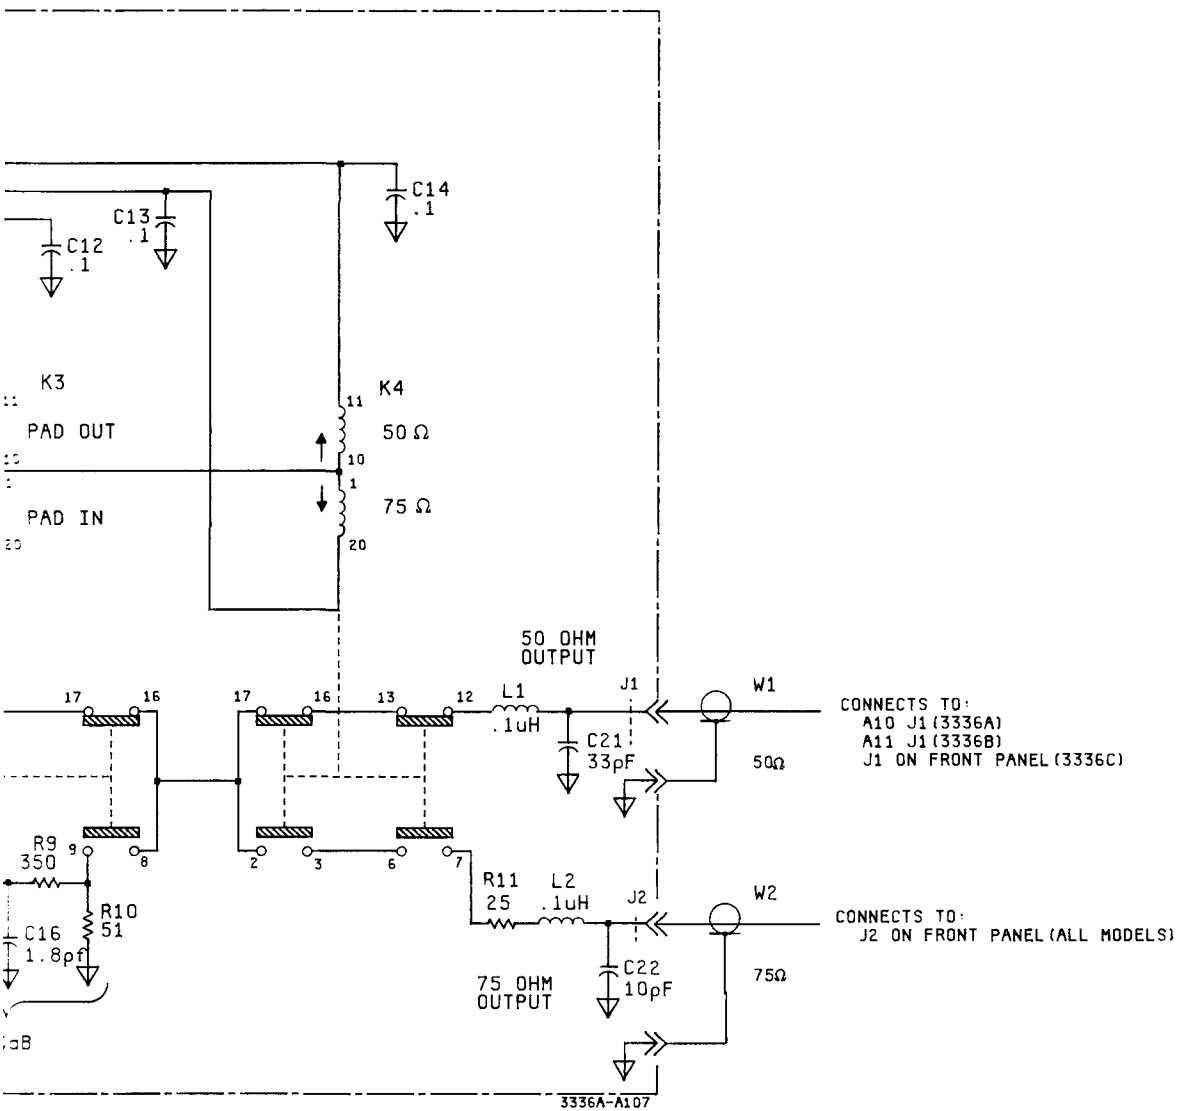 C14
.1
C13
.1
C12
.1
K3
K4
11
11
PAD OUT
50 Ω
10
10
1
1
75 Ω
PAD IN
20
20
50 OHM
OUTPUT
17
16
17
16
13
12
L1
.1uH
J1
W1
CONNECTS TO:
A10 J1(3336A)
A11 J1(3336B)
J1 ON FRONT PANEL(3336C)
C21
33pF
50Ω
R9
350
9
8
2
3
6
7
R10
51
R11
25
L2
.1uH
J2
W2
CONNECTS TO:
J2 ON FRONT PANEL(ALL MODELS)
C16
1.8pf
75 OHM
OUTPUT
C22
10pF
75Ω
3336A-A107